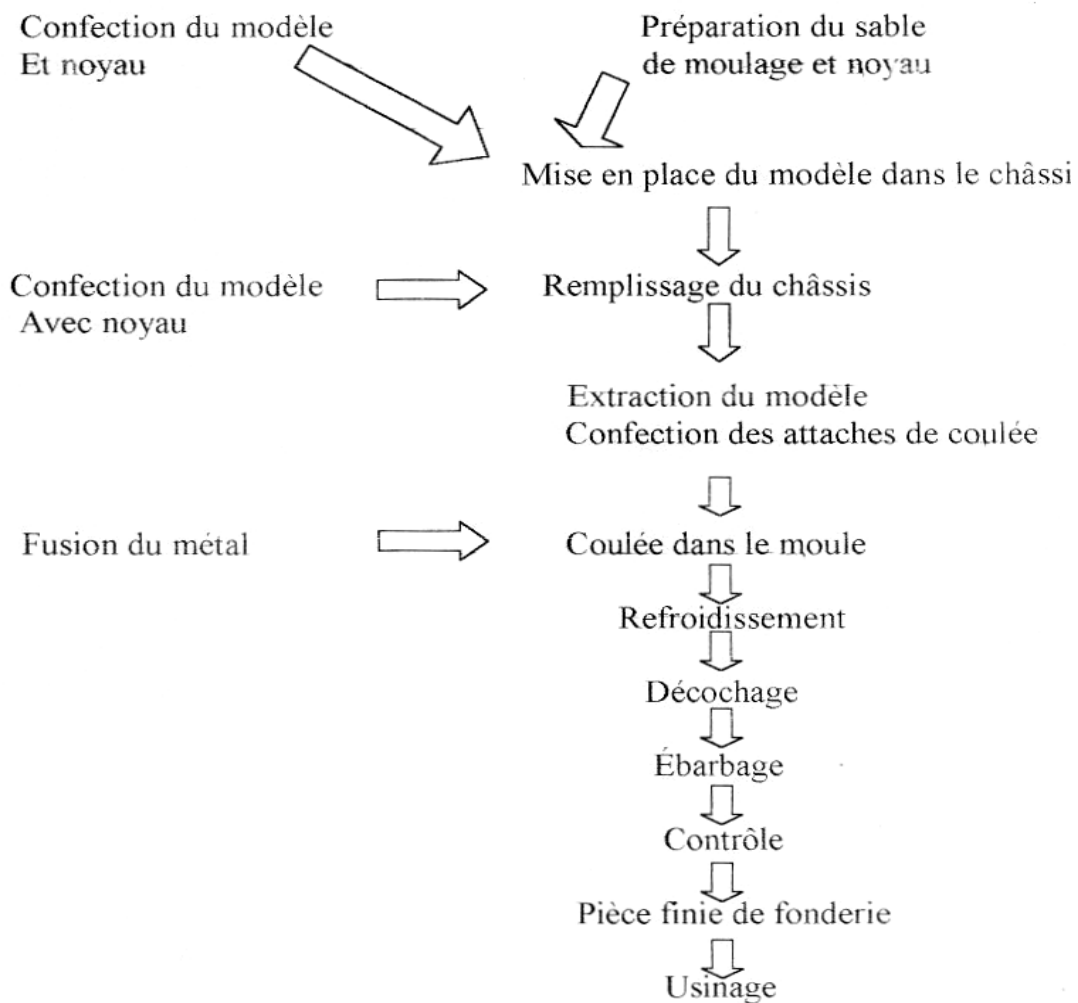 Confection du modèle
Et noyau
Préparation du sable
de moulage et noyau
Mise en place du modèle dans le châssi
Confection du modèle
Avec noyau
Remplissage du châssis
Extraction du modèle
Confection des attaches de coulée
Fusion du métal
Coulée dans le moule
Refroidissement
Décochage
Ébarbage
Contrôle
Pièce finie de fonderie
Usinage